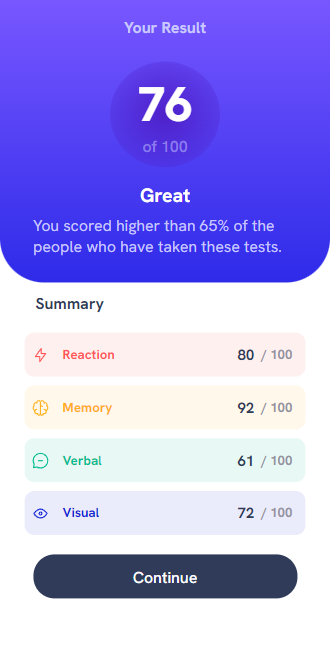 Your Result
76
of 100
Great
You scored higher than 65% of the
people who have taken these tests.
Summary
Reaction 80 / 100
Memory 92 / 100
Verbal 61 / 100
Visual 72 / 100
Continue